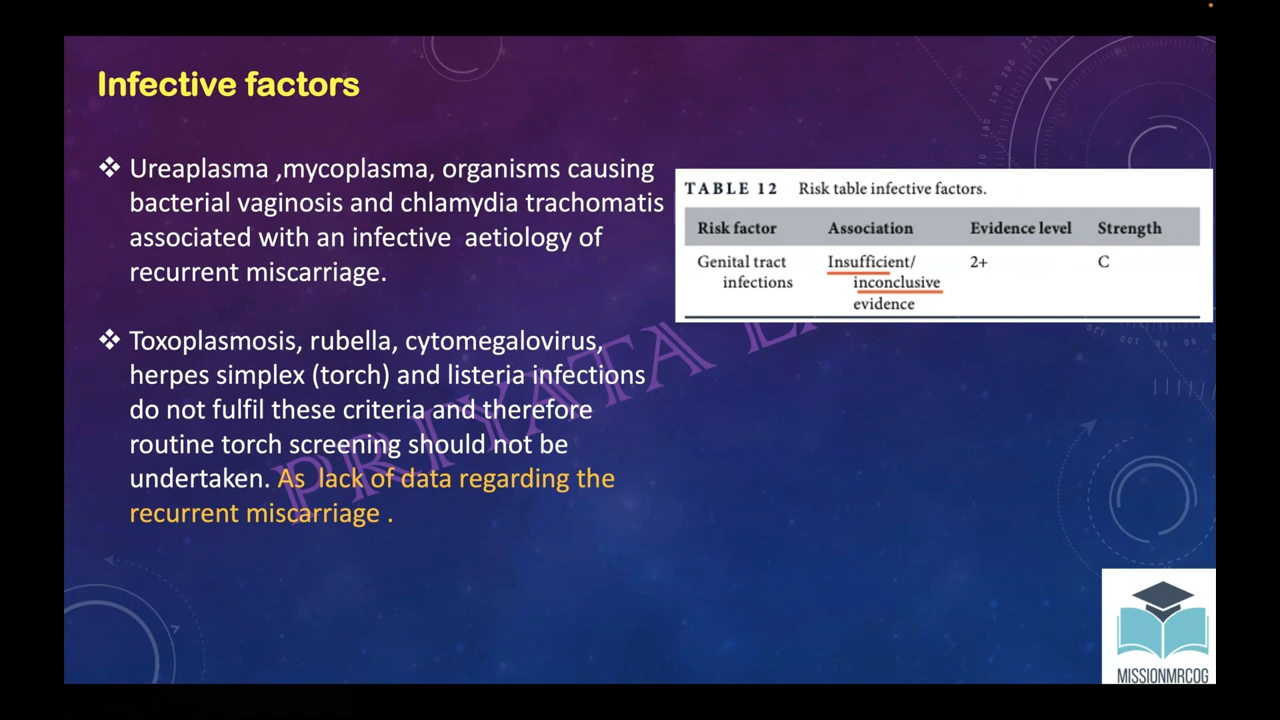 Infective factors
❖ Ureaplasma ,mycoplasma, organisms causing
bacterial vaginosis and chlamydia trachomatis
associated with an infective aetiology of
recurrent miscarriage.
❖ Toxoplasmosis, rubella, cytomegalovirus,
herpes simplex (torch) and listeria infections
do not fulfil these criteria and therefore
routine torch screening should not be
undertaken. As lack of data regarding the
recurrent miscarriage .
TABLE 12 Risk table infective factors.
Risk factor Association Evidence level Strength
Genital tract Insufficient/ 2+ C
infections inconclusive
evidence
PRIYATA
MISSIONMRCOG